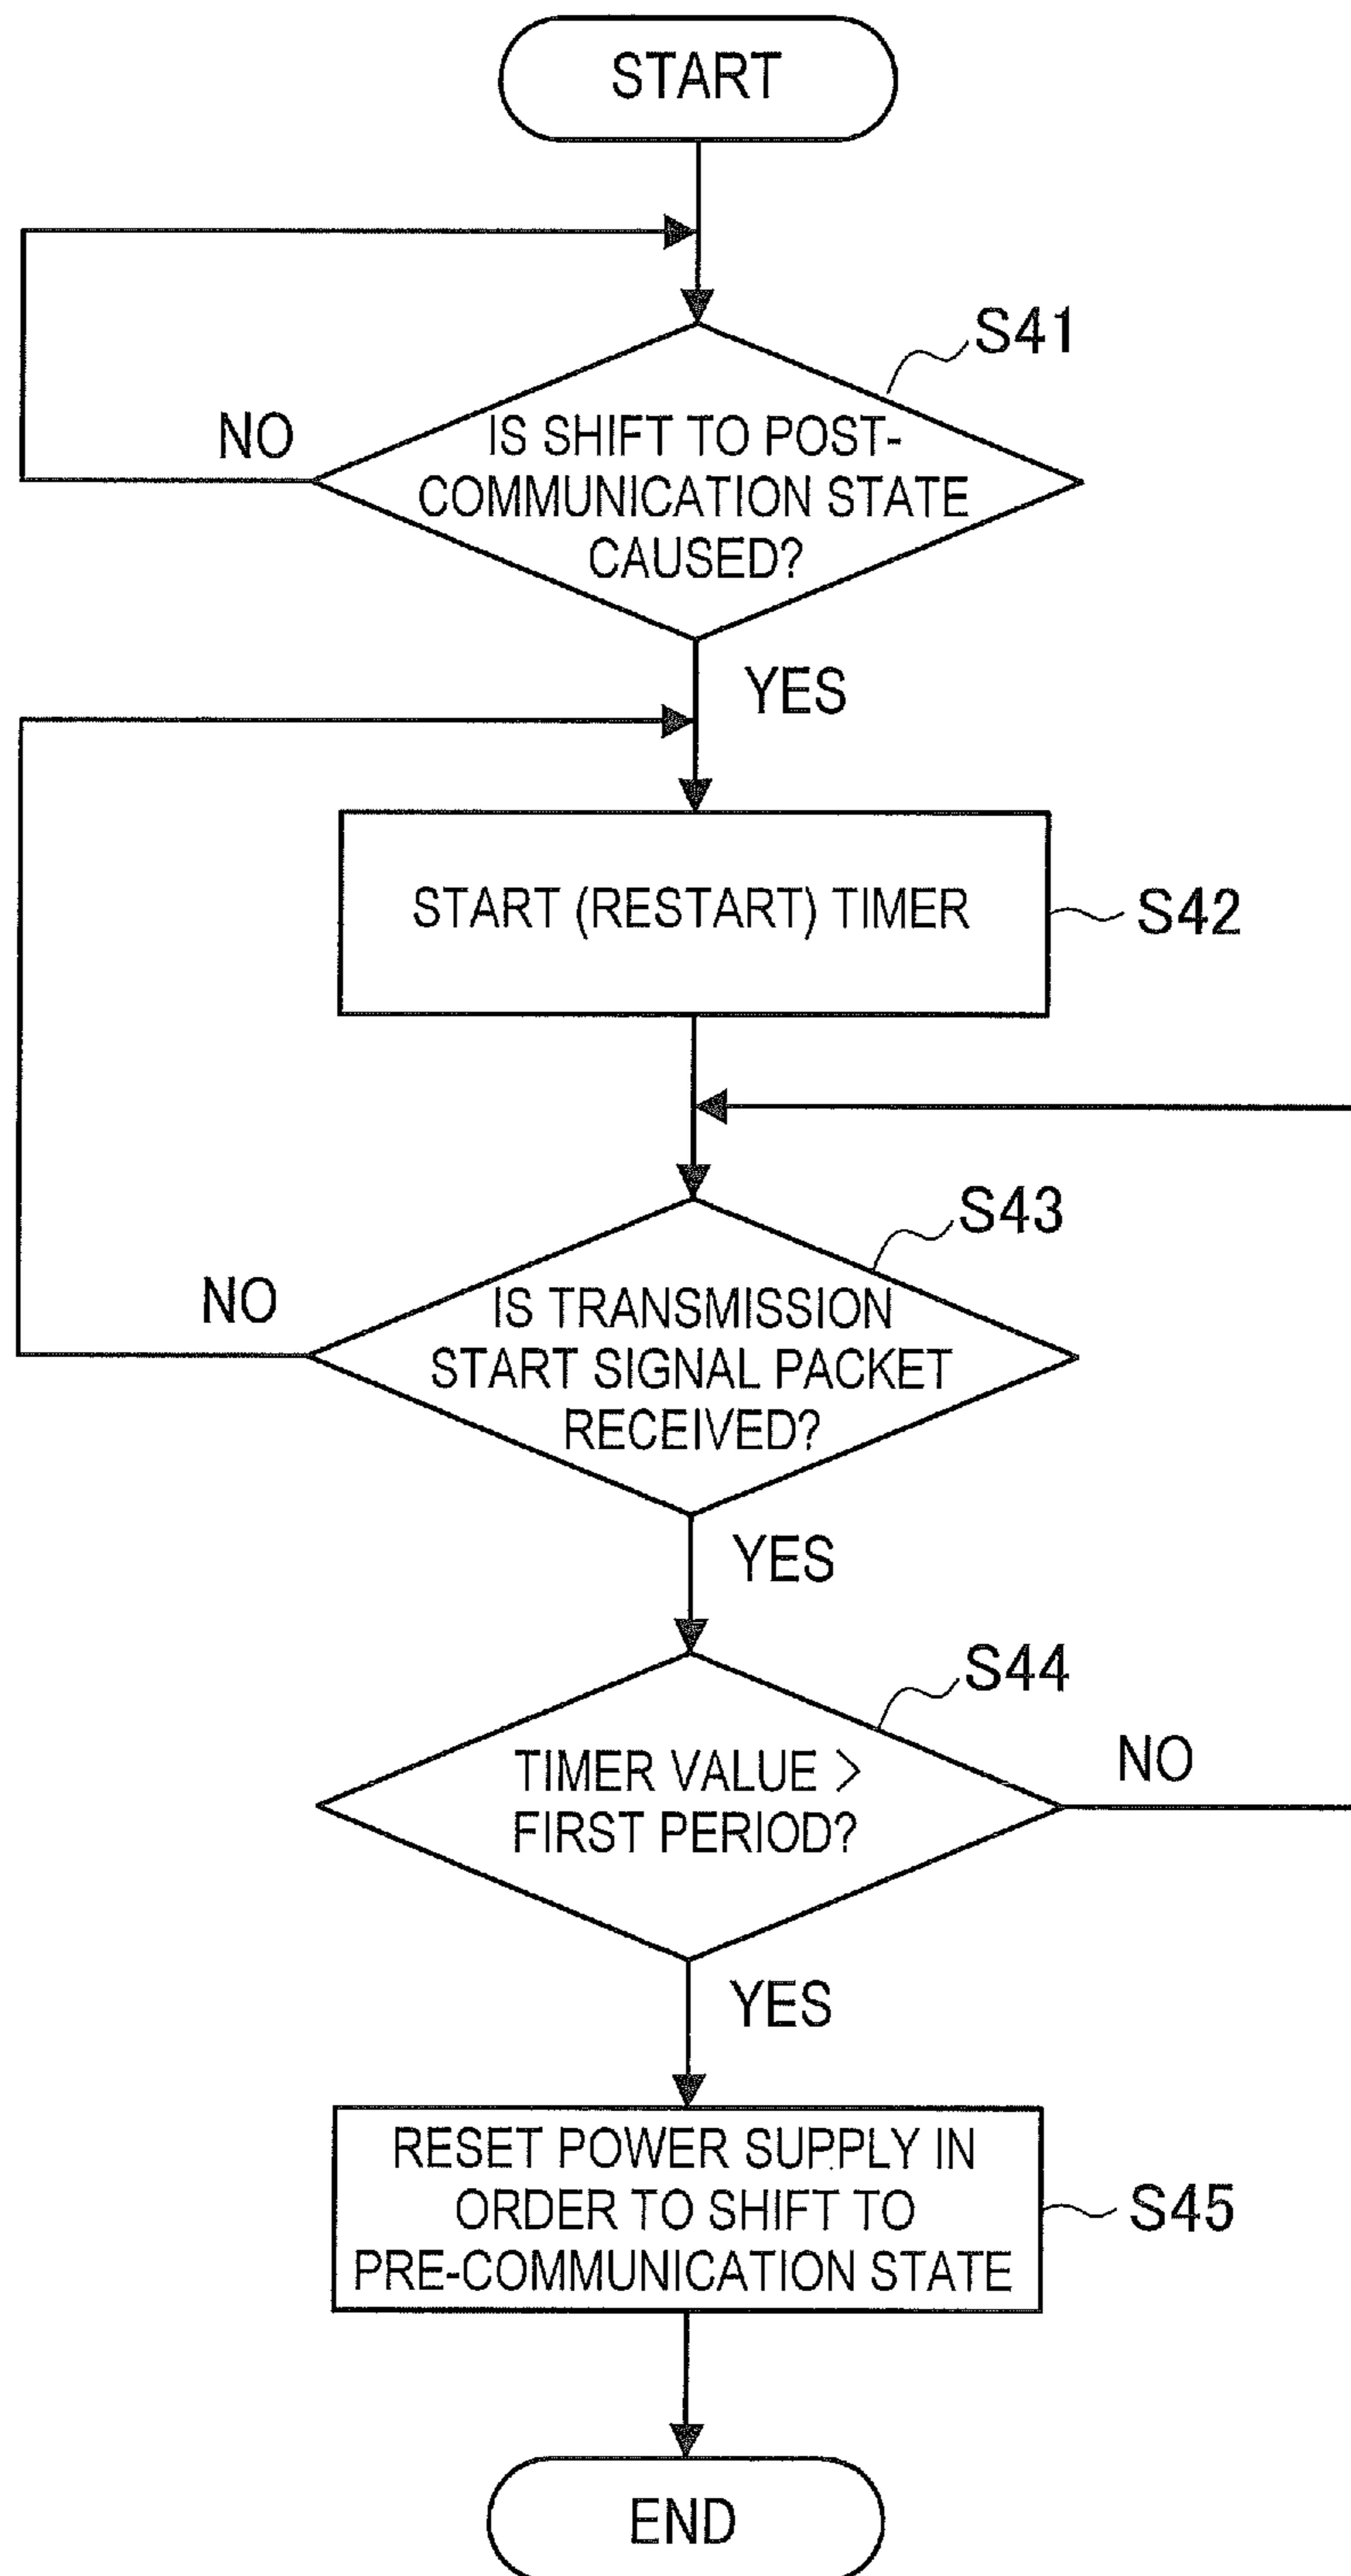 START
S41
NO
IS SHIFT TO POST-
COMMUNICATION STATE
CAUSED?
YES
START (RESTART) TIMER
S42
S43
NO
IS TRANSMISSION
START SIGNAL PACKET
RECEIVED?
YES
S44
TIMER VALUE >
FIRST PERIOD?
NO
YES
RESET POWER SUPPLY IN
ORDER TO SHIFT TO
PRE-COMMUNICATION STATE
S45
END